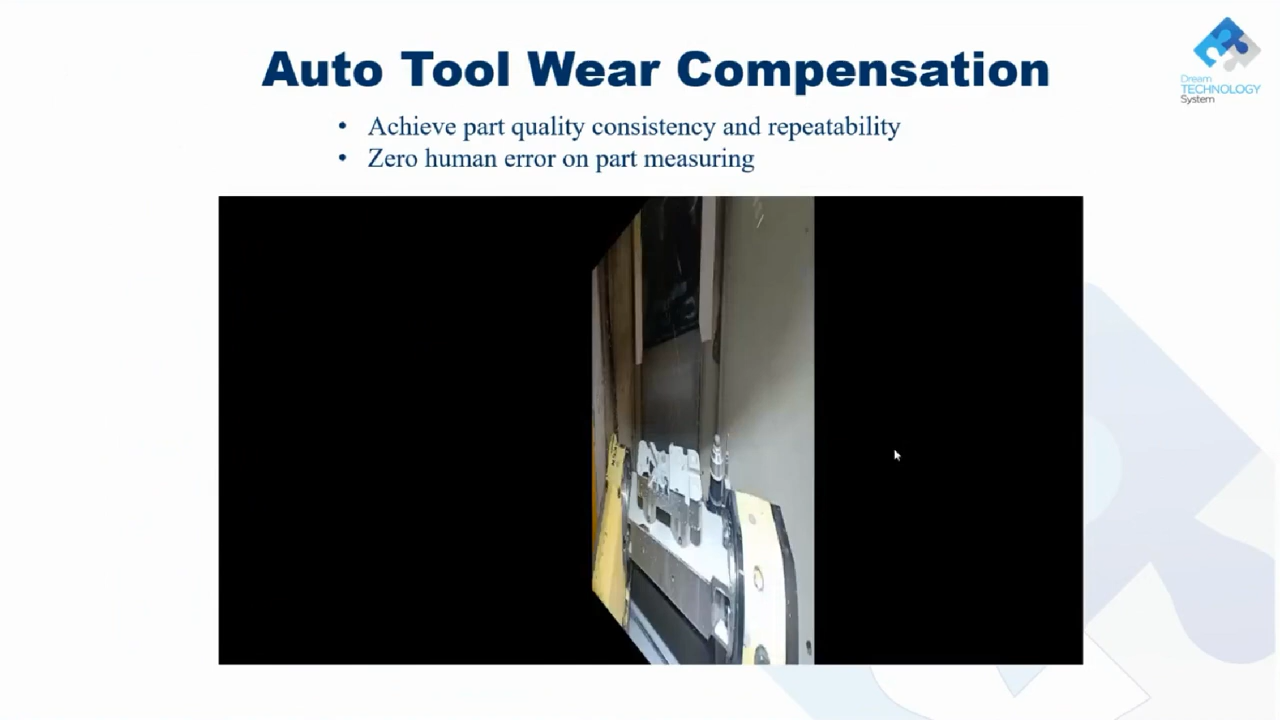 Auto Tool Wear Compensation
Dream
TECHNOLOGY
System
• Achieve part quality consistency and repeatability
• Zero human error on part measuring